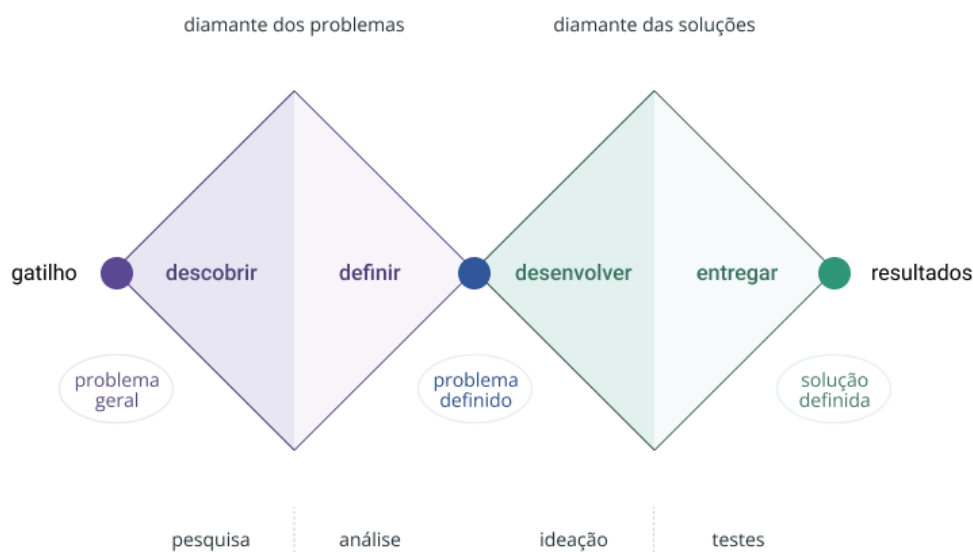 diamante dos problemas
diamante das soluções
gatilho
descobrir
definir
desenvolver
entregar
resultados
problema
geral
problema
definido
solução
definida
pesquisa
análise
ideação
testes